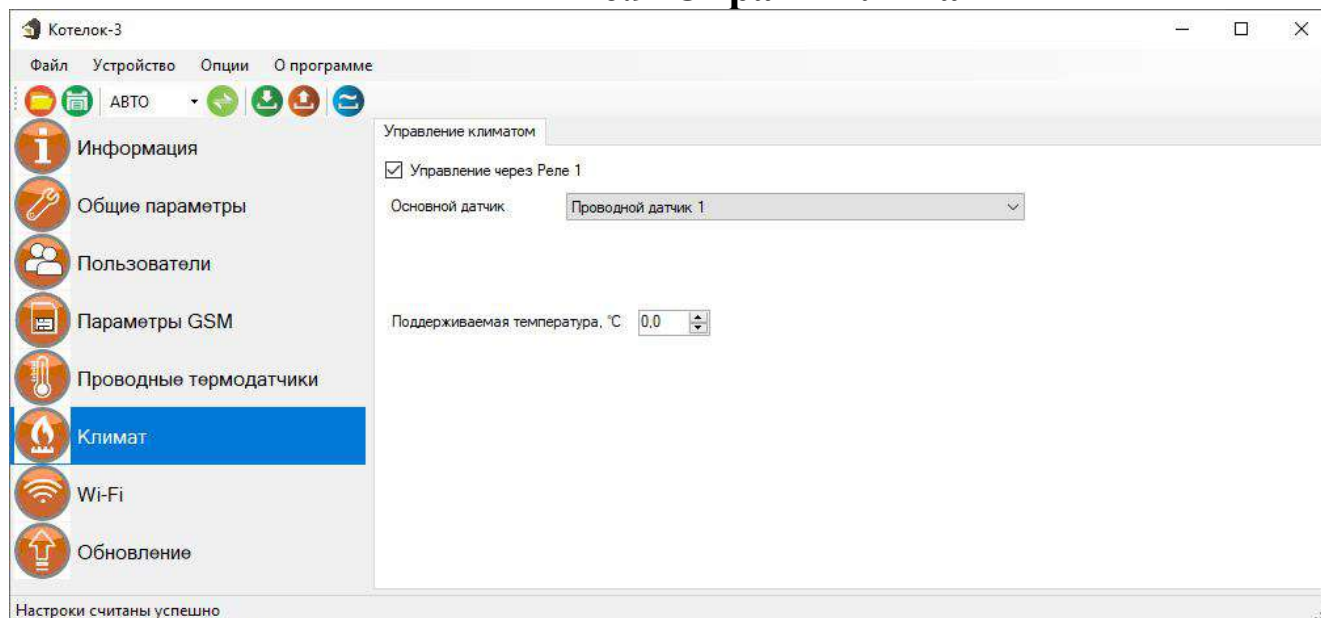 Котелок-3
Файл Устройство Опции О программе
АВТО
Информация
Общие параметры
Пользователи
Параметры GSM
Проводные термодатчики
Климат
Wi-Fi
Обновление
Управление климатом
Управление через Реле 1
Основной датчик Проводной датчик 1
Поддерживаемая температура, °C 0,0
Настроки считаны успешно